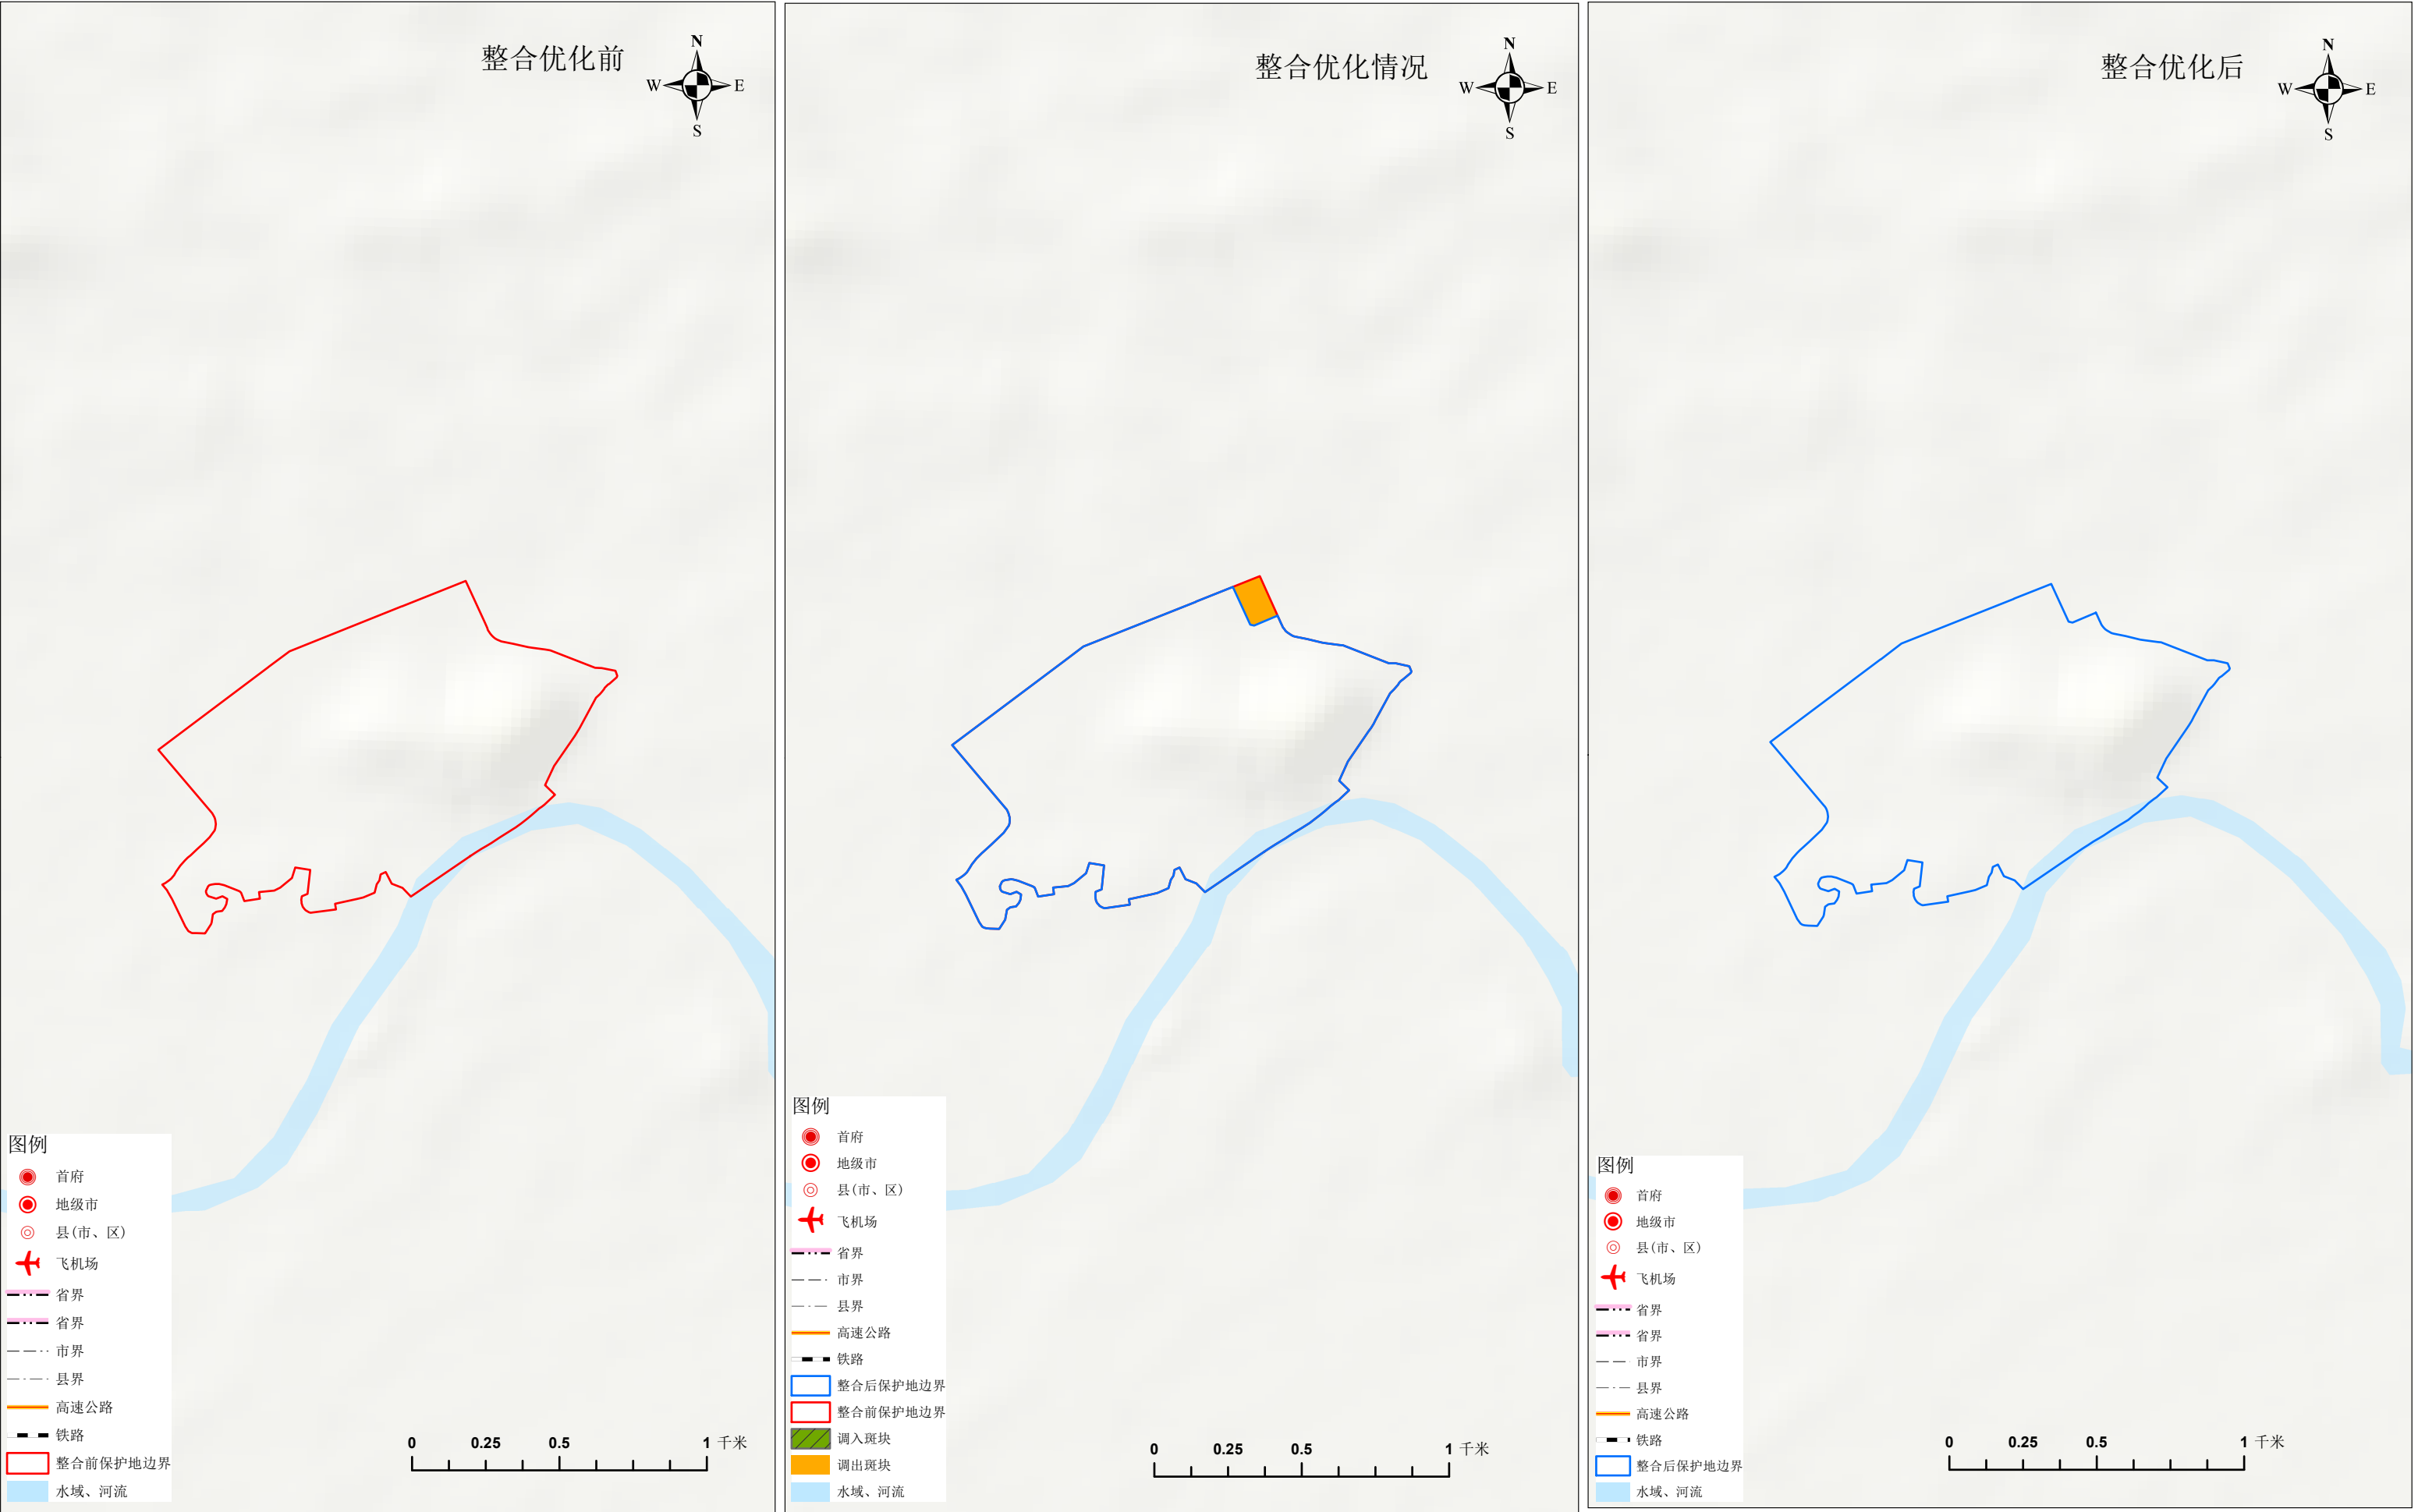 整合优化前
N
W
E
S
图例
首府
地级市
县(市、区)
飞机场
省界
省界
市界
县界
高速公路
铁路
整合前保护地边界
水域、河流
0 0.25 0.5 1 千米
整合优化情况
N
W
E
S
图例
首府
地级市
县(市、区)
飞机场
省界
市界
县界
高速公路
铁路
整合后保护地边界
整合前保护地边界
调入斑块
调出斑块
水域、河流
0 0.25 0.5 1 千米
整合优化后
N
W
E
S
图例
首府
地级市
县(市、区)
飞机场
省界
省界
市界
县界
高速公路
铁路
整合后保护地边界
水域、河流
0 0.25 0.5 1 千米